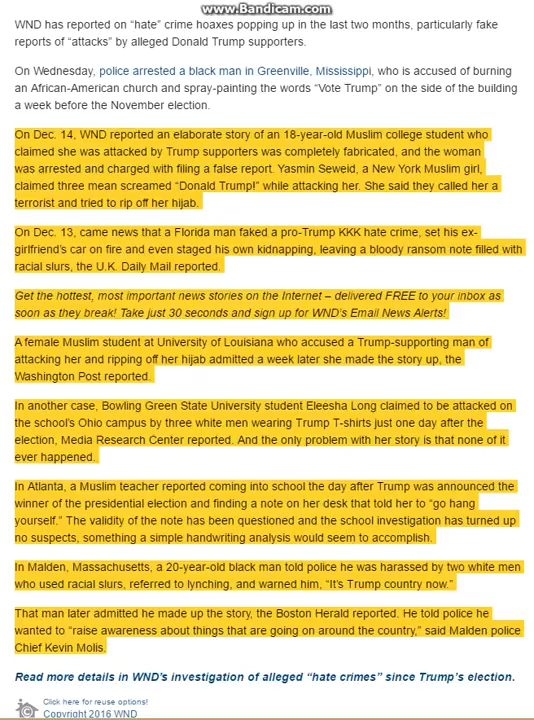 www.Bandicam.com
WND has reported on “hate” crime hoaxes popping up in the last two months, particularly fake
reports of “attacks” by alleged Donald Trump supporters.
On Wednesday, police arrested a black man in Greenville, Mississippi, who is accused of burning
an African-American church and spray-painting the words “Vote Trump” on the side of the building
a week before the November election.
On Dec. 14, WND reported an elaborate story of an 18-year-old Muslim college student who
claimed she was attacked by Trump supporters was completely fabricated, and the woman
was arrested and charged with filing a false report. Yasmin Seweid, a New York Muslim girl,
claimed three mean screamed “Donald Trump!” while attacking her. She said they called her a
terrorist and tried to rip off her hijab.
On Dec. 13, came news that a Florida man faked a pro-Trump KKK hate crime, set his ex-
girlfriend’s car on fire and even staged his own kidnapping, leaving a bloody ransom note filled with
racial slurs, the U.K. Daily Mail reported.
Get the hottest, most important news stories on the Internet – delivered FREE to your inbox as
soon as they break! Take just 30 seconds and sign up for WND’s Email News Alerts!
A female Muslim student at University of Louisiana who accused a Trump-supporting man of
attacking her and ripping off her hijab admitted a week later she made the story up, the
Washington Post reported.
In another case, Bowling Green State University student Eleesha Long claimed to be attacked on
the school’s Ohio campus by three white men wearing Trump T-shirts just one day after the
election, Media Research Center reported. And the only problem with her story is that none of it
ever happened.
In Atlanta, a Muslim teacher reported coming into school the day after Trump was announced the
winner of the presidential election and finding a note on her desk that told her to “go hang
yourself.” The validity of the note has been questioned and the school investigation has turned up
no suspects, something a simple handwriting analysis would seem to accomplish.
In Malden, Massachusetts, a 20-year-old black man told police he was harassed by two white men
who used racial slurs, referred to lynching, and warned him, “It’s Trump country now.”
That man later admitted he made up the story, the Boston Herald reported. He told police he
wanted to “raise awareness about things that are going on around the country,” said Malden police
Chief Kevin Molis.
Read more details in WND’s investigation of alleged “hate crimes” since Trump’s election.
Click here for reuse options!
Copyright 2016 WND